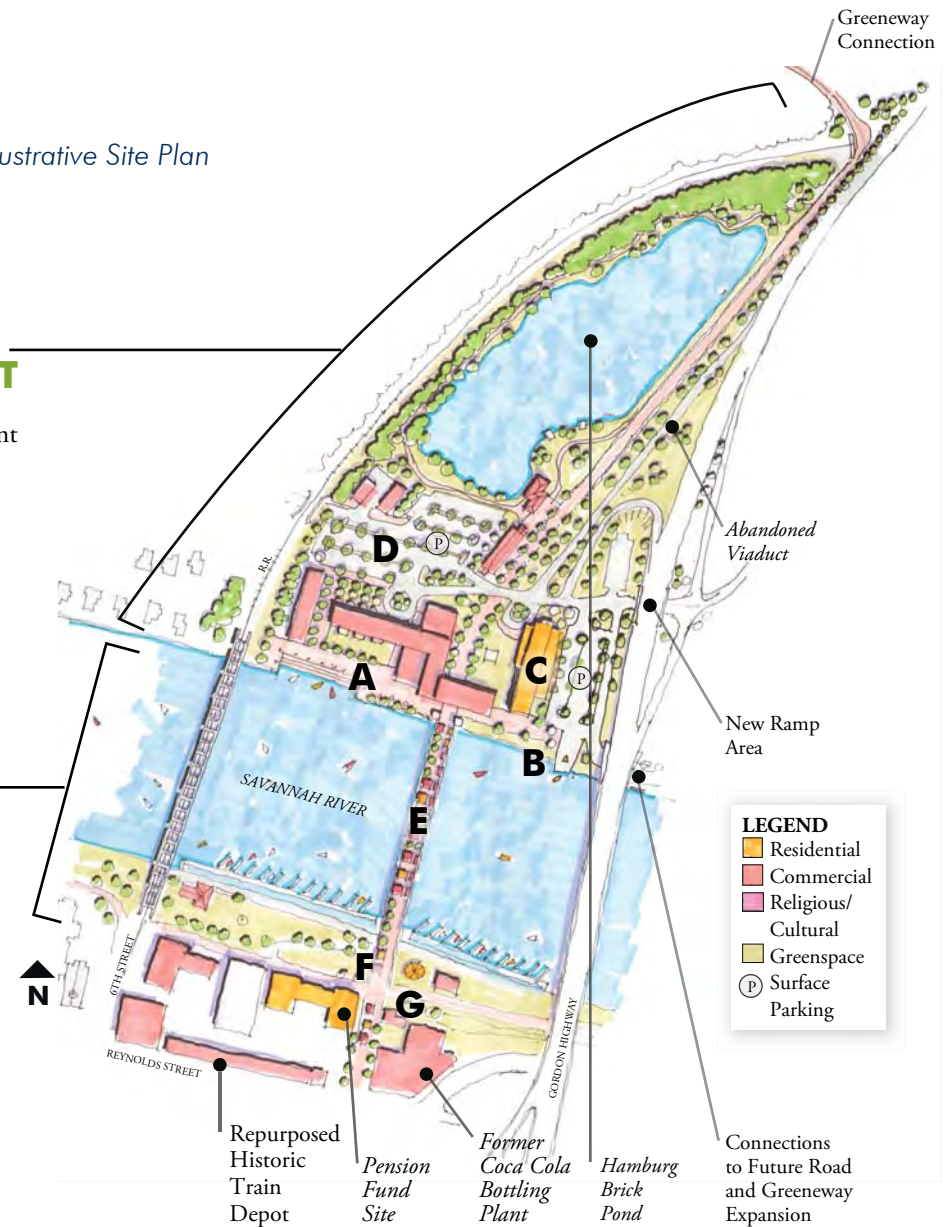 Greeneway
Connection
ustrative Site Plan
T
nt
D
P
R.R.
Abandoned
Viaduct
A
C
P
B
New Ramp
Area
SAVANNAH RIVER
E
LEGEND
Residential
Commercial
Religious/
Cultural
Greenspace
P Surface
Parking
N
6TH STREET
F
G
REYNOLDS STREET
GORDON HIGHWAY
Repurposed
Historic
Train
Depot
Pension
Fund
Site
Former
Coca Cola
Bottling
Plant
Hamburg
Brick
Pond
Connections
to Future Road
and Greeneway
Expansion